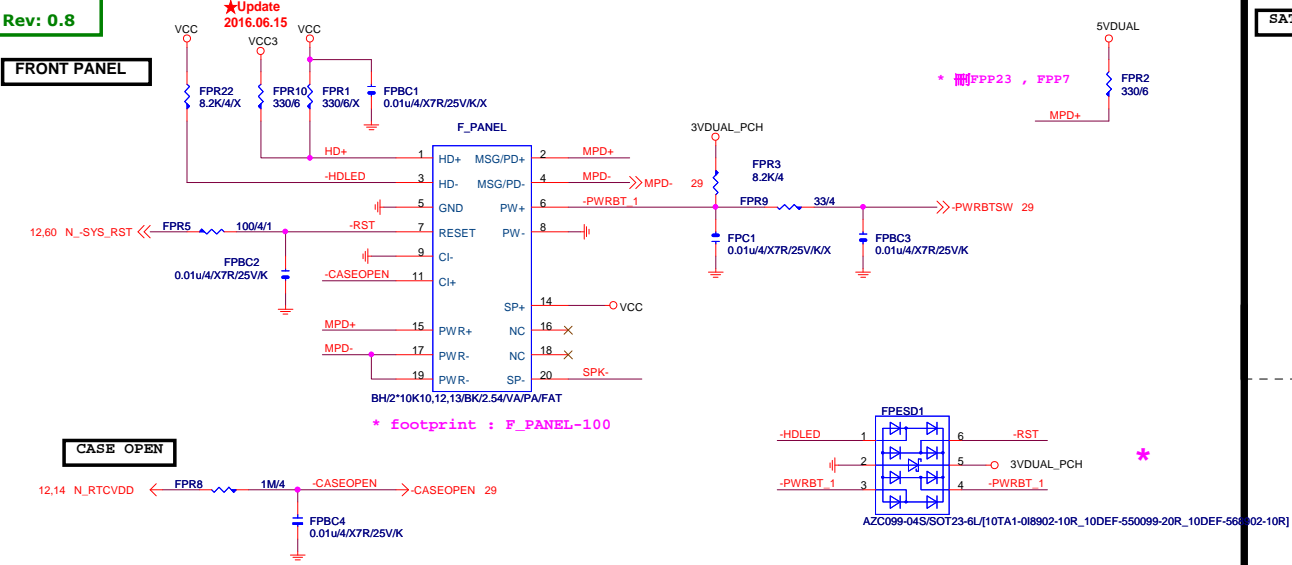 Rev: 0.8
★Update
2016.06.15
FRONT PANEL
VCC
VCC3
VCC
FPR22
8.2K/4/X
FPR10
330/6
FPR1
330/6/X
FPBC1
0.01u/4/X7R/25V/K/X
F_PANEL
HD+
1
HD+
MSG/PD+
2
MPD+
-HDLED
3
HD-
MSG/PD-
4
MPD-
MPD-
29
5
GND
PW+
6
-PWRBT_1
12,60
N_-SYS_RST
FPR5
100/4/1
-RST
7
RESET
PW-
8
FPBC2
0.01u/4/X7R/25V/K
9
CI-
-CASEOPEN
11
CI+
SP+
14
VCC
MPD+
15
PWR+
NC
16
MPD-
17
PWR-
NC
18
19
PWR-
SP-
20
SPK-
BH/2*10K10,12,13/BK/2.54/VA/PA/FAT
* footprint : F_PANEL-100
3VDUAL_PCH
FPR3
8.2K/4
FPR9
33/4
-PWRBTSW
29
FPC1
0.01u/4/X7R/25V/K/X
FPBC3
0.01u/4/X7R/25V/K
* FPP23 , FPP7
5VDUAL
FPR2
330/6
MPD+
SAT
CASE OPEN
12,14
N_RTCVDD
FPR8
1M/4
-CASEOPEN
-CASEOPEN
29
FPBC4
0.01u/4/X7R/25V/K
FPESD1
-HDLED
1
6
-RST
2
5
3VDUAL_PCH
-PWRBT_1
3
4
-PWRBT_1
*
AZC099-04S/SOT23-6L/[10TA1-0I8902-10R_10DEF-550099-20R_10DEF-568902-10R]